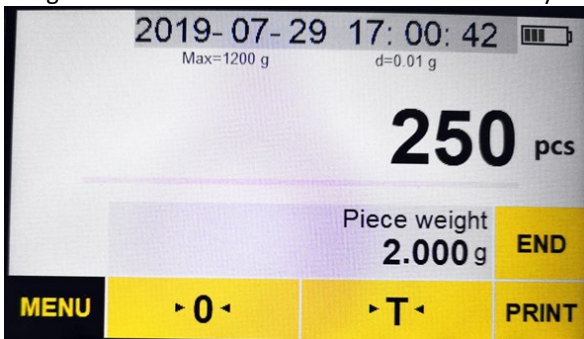 2019-07-29 17:00:42
Max=1200 g d=0.01 g
250 pcs
Piece weight
2.000 g
END
MENU ►0◄ ►T◄ PRINT